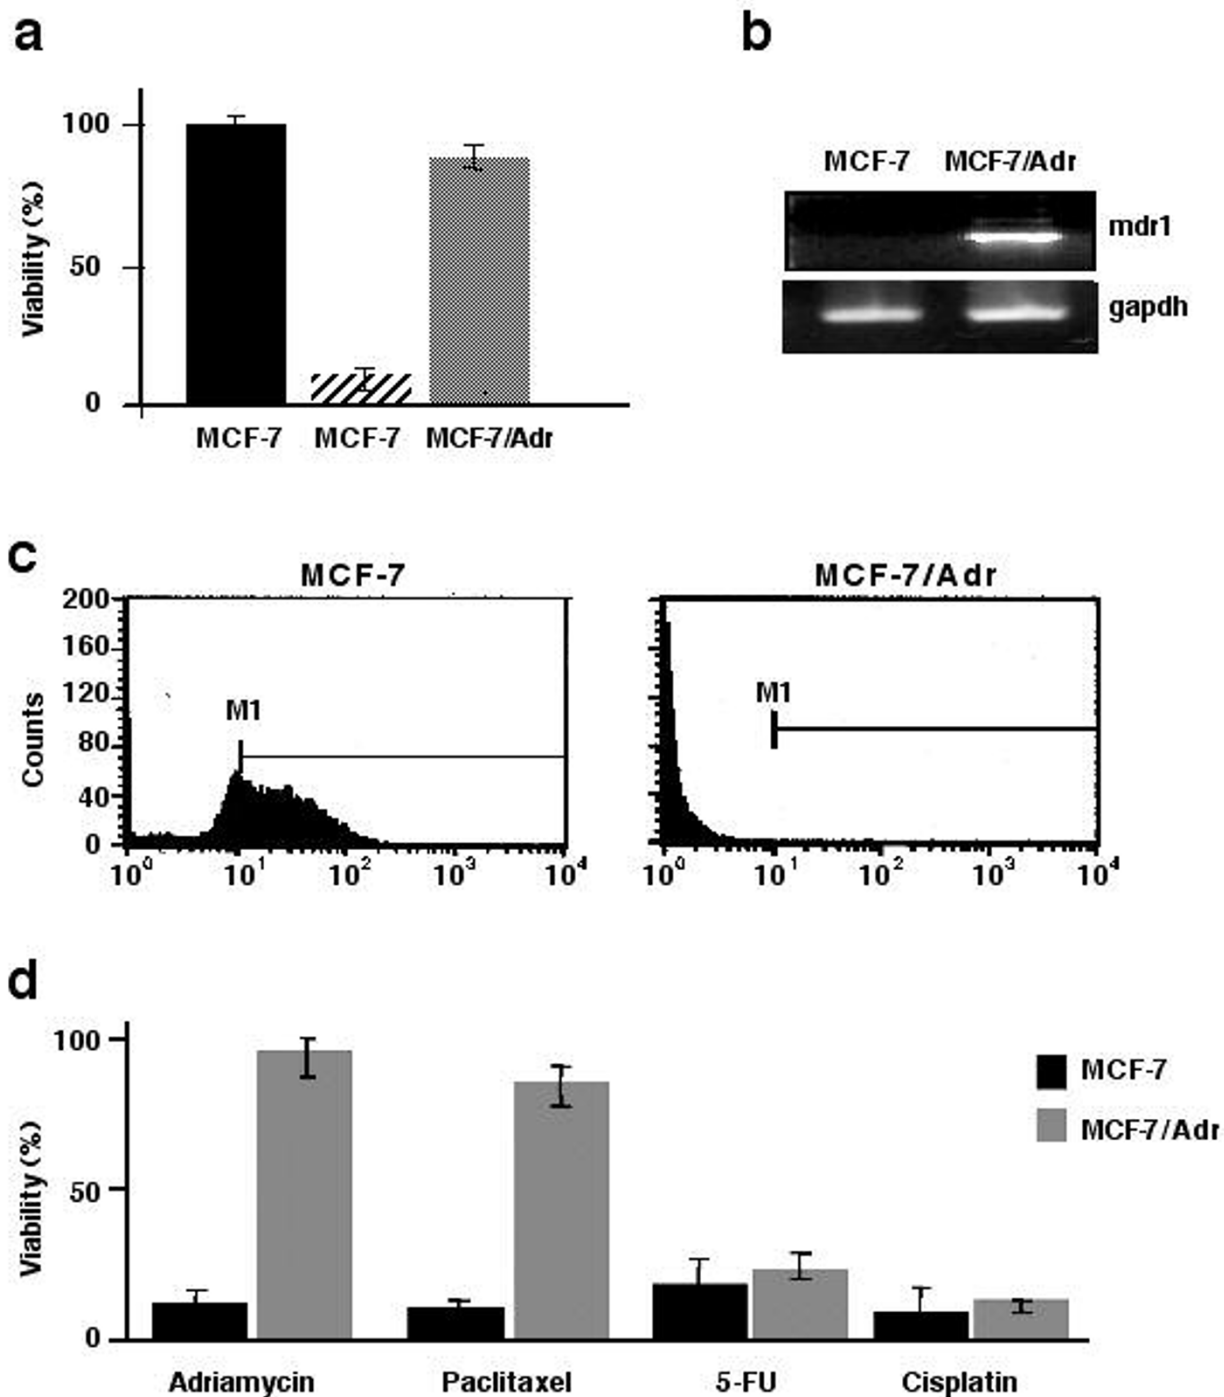 a
b
100
50
0
Viability (%)
MCF-7 MCF-7 MCF-7/Adr
MCF-7 MCF-7/Adr
mdr1
gapdh
c
MCF-7
MCF-7/Adr
200
160
120
80
40
0
Counts
M1
M1
10⁰ 10¹ 10² 10³ 10⁴
10⁰ 10¹ 10² 10³ 10⁴
d
100
50
0
Viability (%)
MCF-7
MCF-7/Adr
Adriamycin Paclitaxel 5-FU Cisplatin